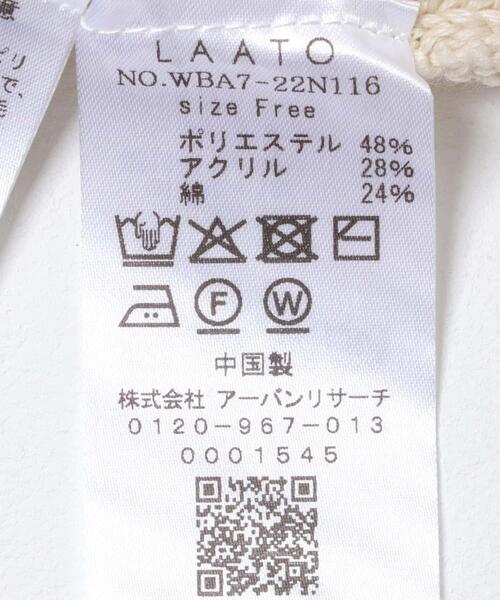 LAATO
NO.WBA7-22N116
size Free
ポリエステル 48%
アクリル 28%
綿 24%
F W
中国製
株式会社 アーバンリサーチ
0120-967-013
0001545